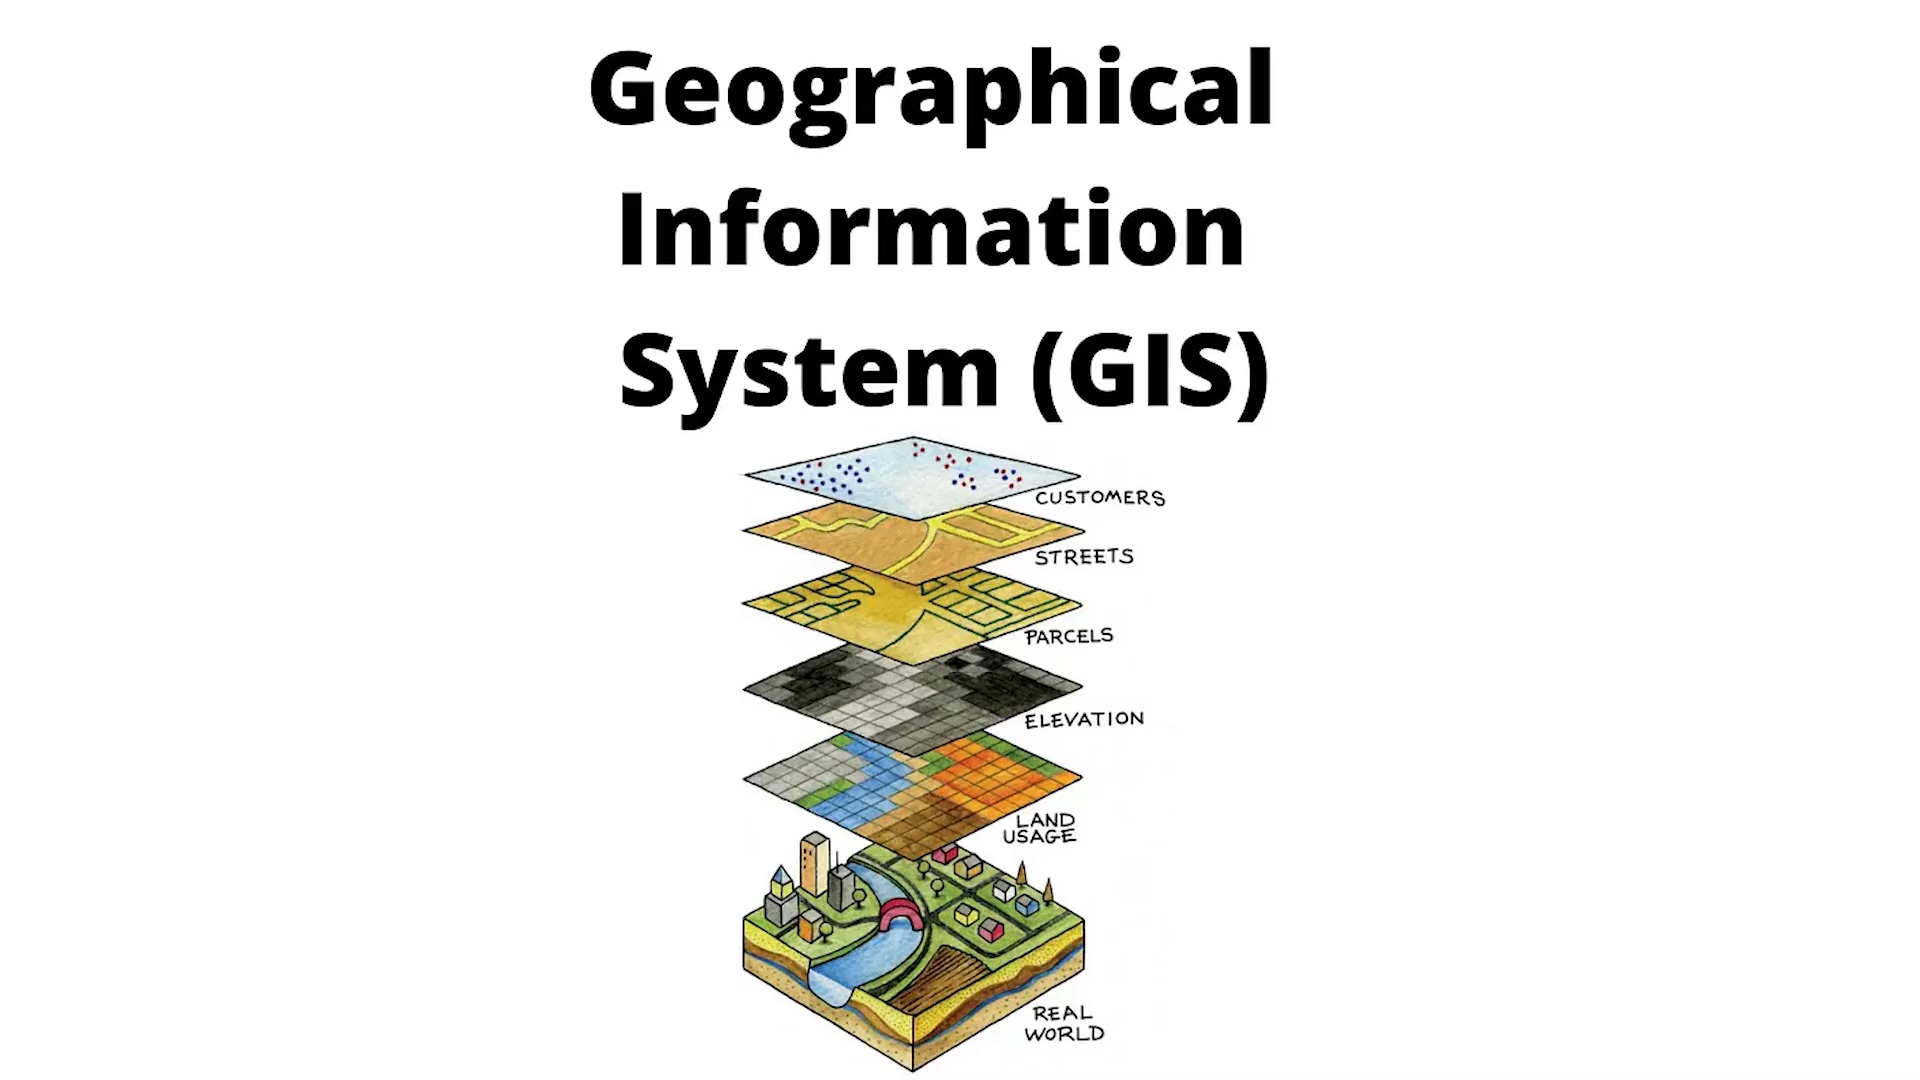 Geographical
Information
System (GIS)
CUSTOMERS
STREETS
PARCELS
ELEVATION
LAND
USAGE
REAL
WORLD